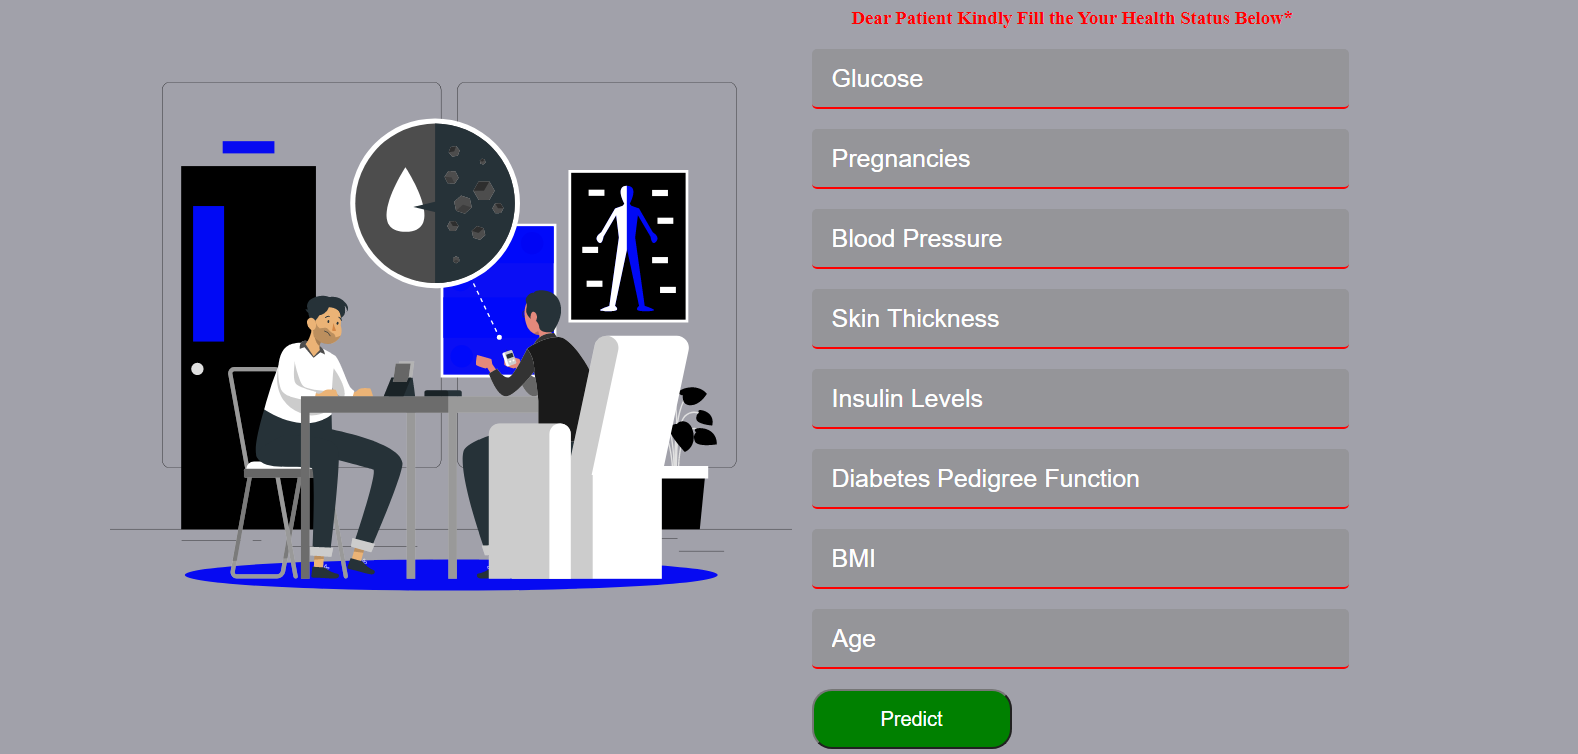 Dear Patient Kindly Fill the Your Health Status Below*
Glucose
Pregnancies
Blood Pressure
Skin Thickness
Insulin Levels
Diabetes Pedigree Function
BMI
Age
Predict